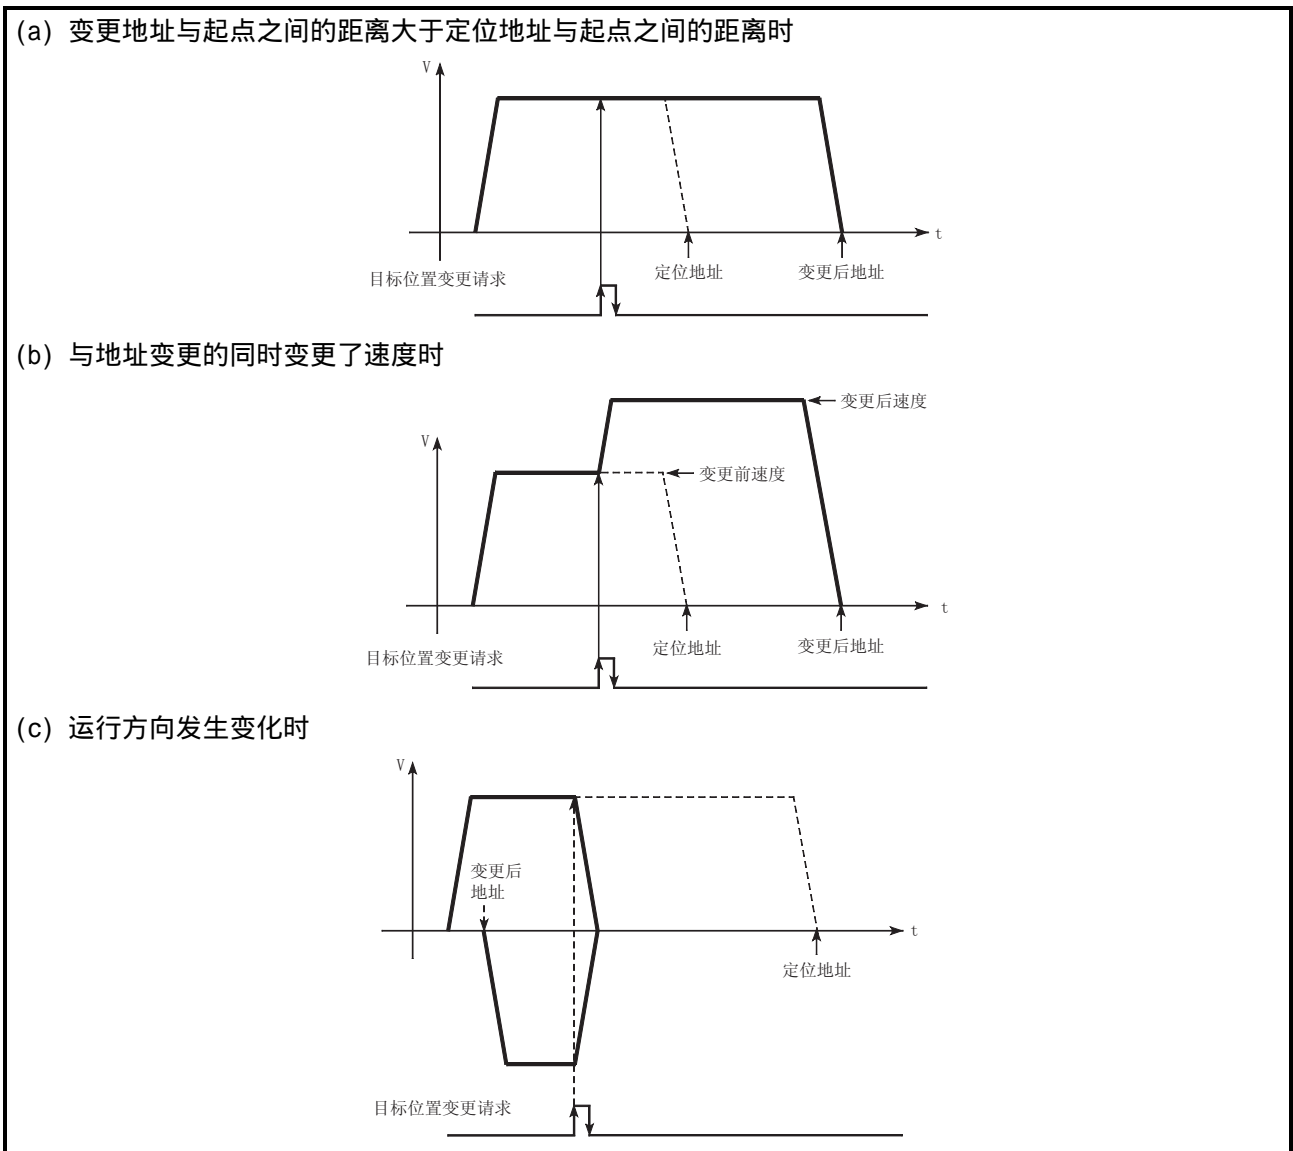 (a) 变更地址与起点之间的距离大于定位地址与起点之间的距离时
V
t
目标位置变更请求
定位地址
变更后地址
(b) 与地址变更的同时变更了速度时
变更后速度
V
变更前速度
t
目标位置变更请求
定位地址
变更后地址
(c) 运行方向发生变化时
V
变更后
地址
t
定位地址
目标位置变更请求